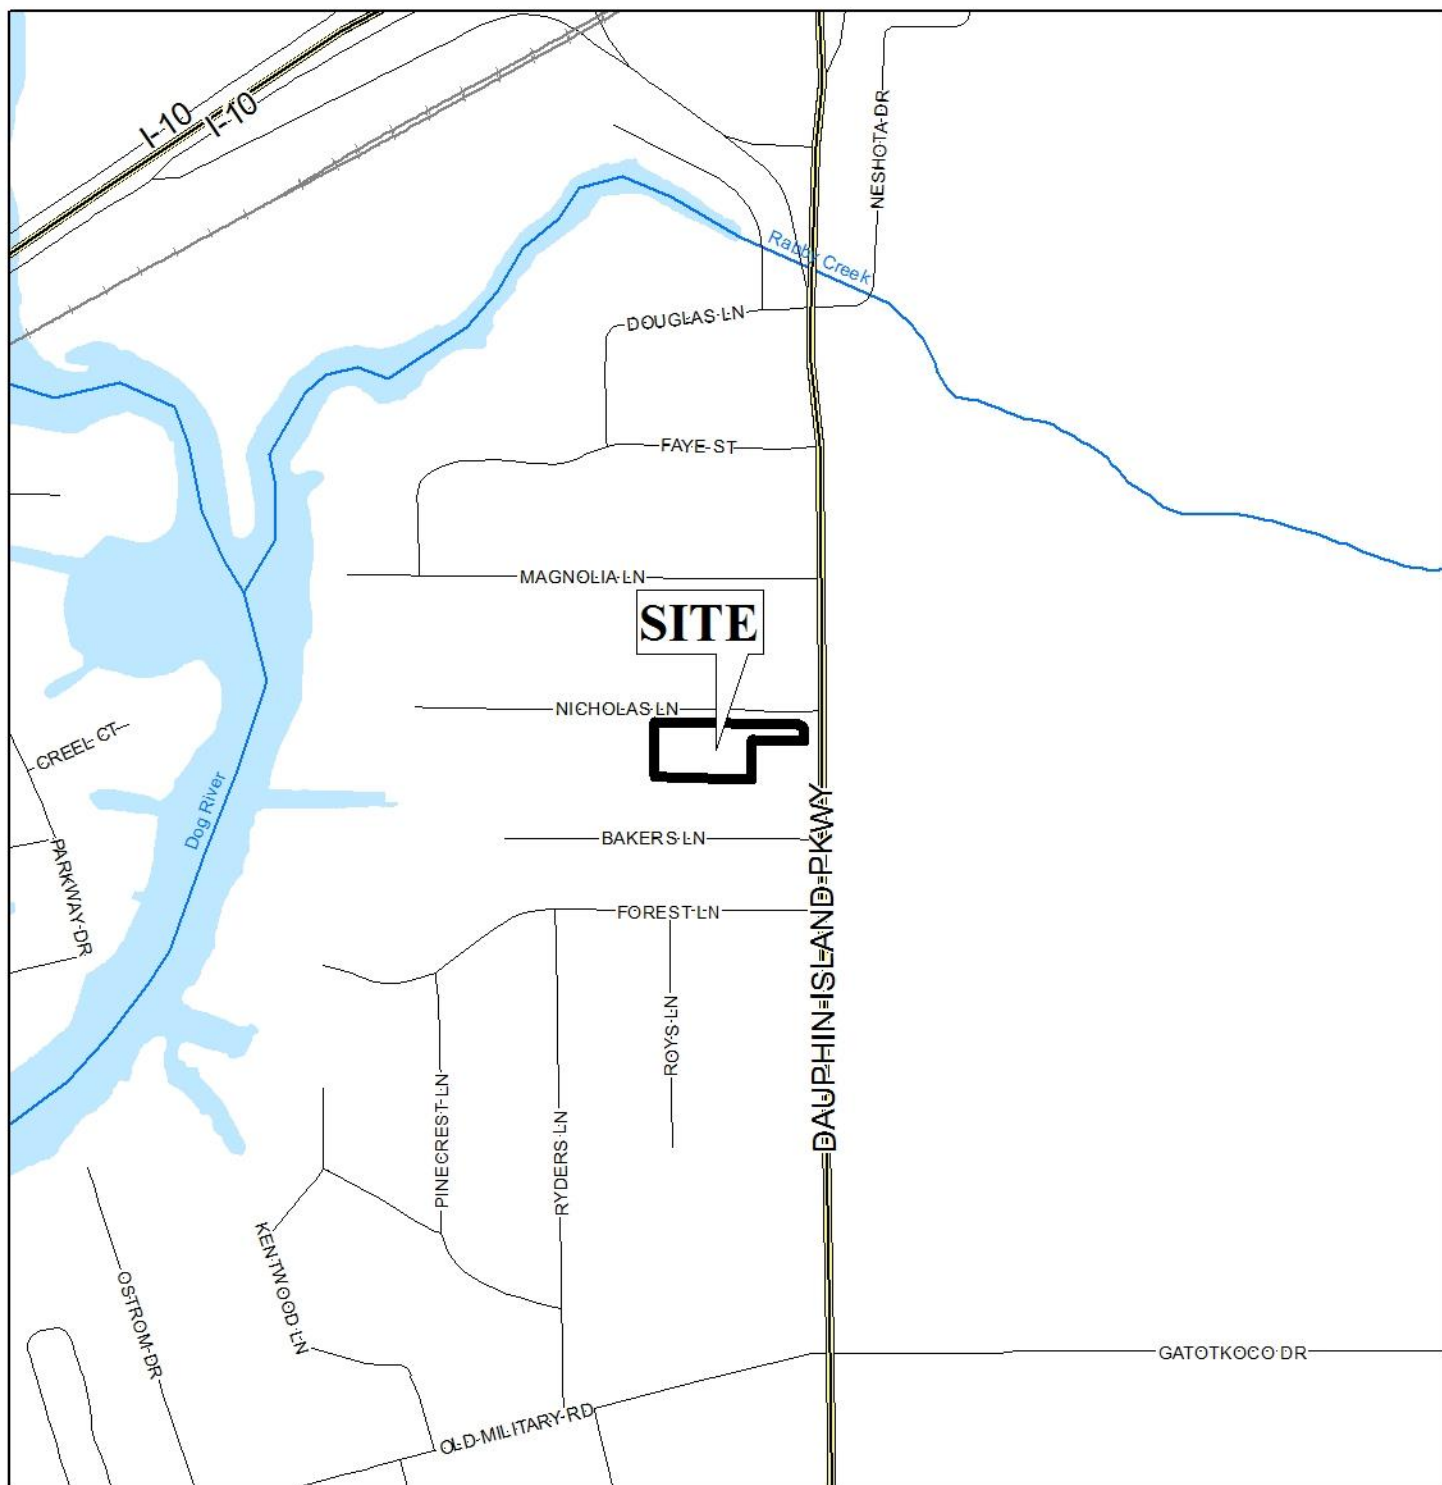 I-10
I-10
NESHOTA DR
Rabby Creek
DOUGLAS LN
FAYE ST
MAGNOLIA LN
SITE
NICHOLAS LN
CREEL CT
Dog River
BAKERS LN
PARKWAY DR
DAUPHIN ISLAND PKWY
FOREST LN
ROYS LN
PINECREST LN
RYDERS LN
KENTWOOD LN
OSTROM DR
GATOTKOCO DR
OLD MILITARY RD